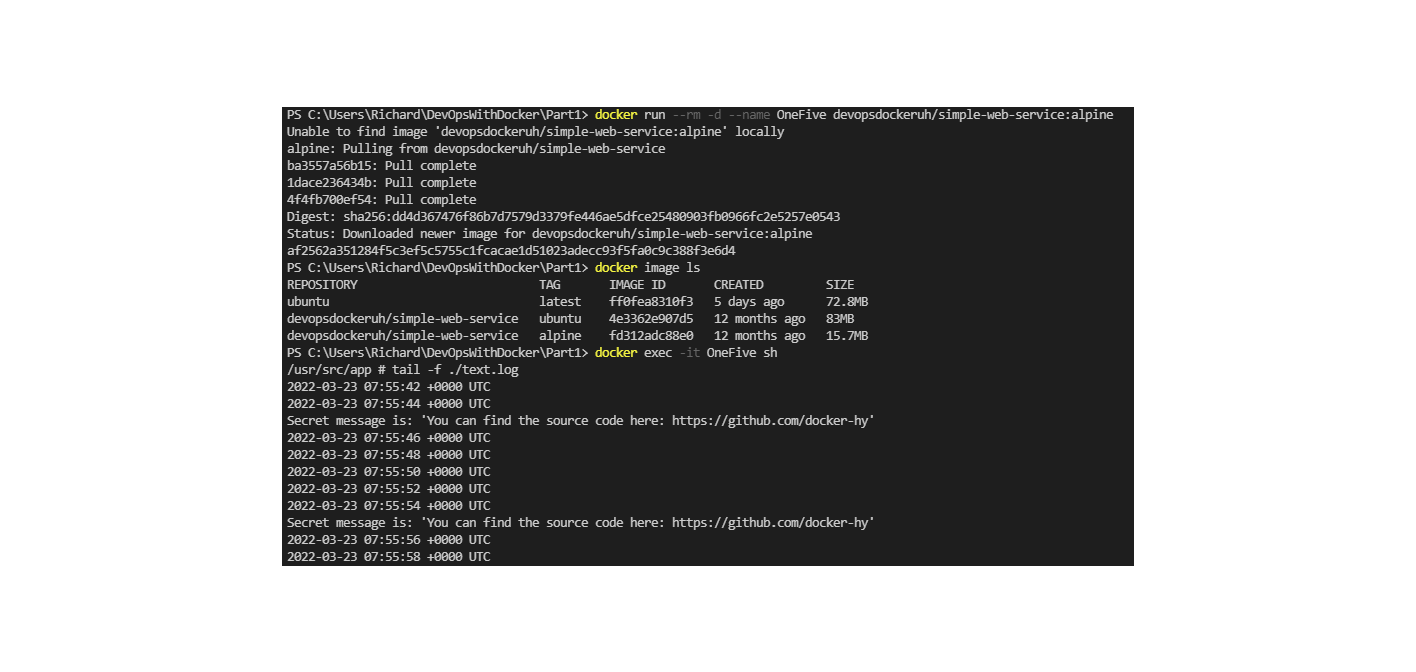 PS C:\Users\Richard\DevOpsWithDocker\Part1> docker run --rm -d --name OneFive devopsdockeruh/simple-web-service:alpine
Unable to find image 'devopsdockeruh/simple-web-service:alpine' locally
alpine: Pulling from devopsdockeruh/simple-web-service
ba3557a56b15: Pull complete
1dace236434b: Pull complete
4f4fb700ef54: Pull complete
Digest: sha256:dd4d367476f86b7d7579d3379fe446ae5dfce25480903fb0966fc2e5257e0543
Status: Downloaded newer image for devopsdockeruh/simple-web-service:alpine
af2562a351284f5c3ef5c5755c1fcacae1d51023adecc93f5fa0c9c388f3e6d4
PS C:\Users\Richard\DevOpsWithDocker\Part1> docker image ls
REPOSITORY                          TAG       IMAGE ID       CREATED         SIZE
ubuntu                              latest    ff0fea8310f3   5 days ago      72.8MB
devopsdockeruh/simple-web-service   ubuntu    4e3362e907d5   12 months ago   83MB
devopsdockeruh/simple-web-service   alpine    fd312adc88e0   12 months ago   15.7MB
PS C:\Users\Richard\DevOpsWithDocker\Part1> docker exec -it OneFive sh
/usr/src/app # tail -f ./text.log
2022-03-23 07:55:42 +0000 UTC
2022-03-23 07:55:44 +0000 UTC
Secret message is: 'You can find the source code here: https://github.com/docker-hy'
2022-03-23 07:55:46 +0000 UTC
2022-03-23 07:55:48 +0000 UTC
2022-03-23 07:55:50 +0000 UTC
2022-03-23 07:55:52 +0000 UTC
2022-03-23 07:55:54 +0000 UTC
Secret message is: 'You can find the source code here: https://github.com/docker-hy'
2022-03-23 07:55:56 +0000 UTC
2022-03-23 07:55:58 +0000 UTC